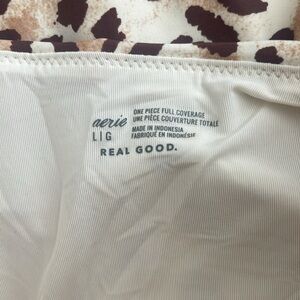 aerie
L|G
ONE PIECE FULL COVERAGE
UNE PIÈCE COUVERTURE TOTALE
MADE IN INDONESIA
FABRIQUÉ EN INDONÉSIE
REAL GOOD.